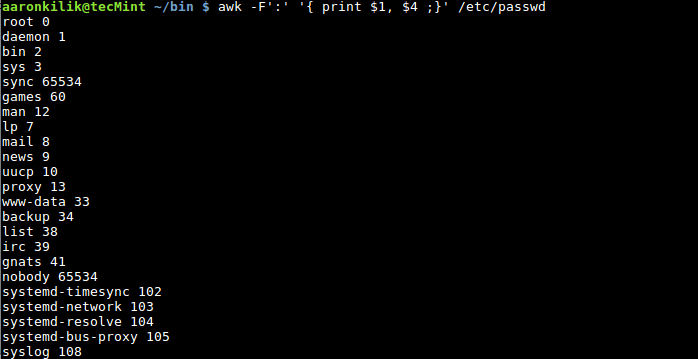 aaronkilik@tecMint ~/bin $ awk -F':' '{ print $1, $4 ;}' /etc/passwd
root 0
daemon 1
bin 2
sys 3
sync 65534
games 60
man 12
lp 7
mail 8
news 9
uucp 10
proxy 13
www-data 33
backup 34
list 38
irc 39
gnats 41
nobody 65534
systemd-timesync 102
systemd-network 103
systemd-resolve 104
systemd-bus-proxy 105
syslog 108